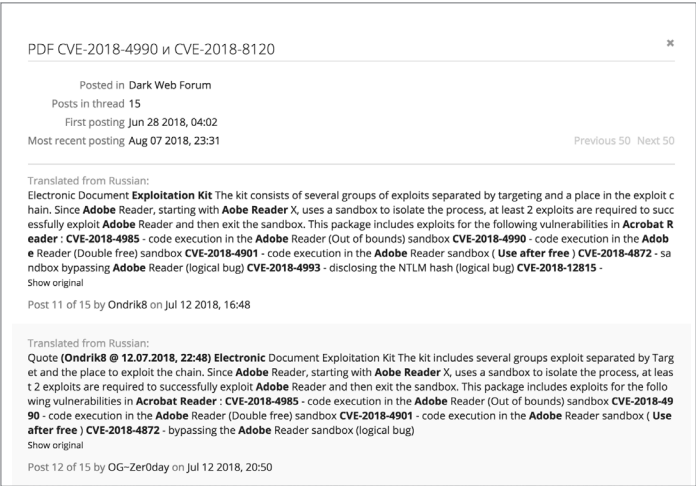 PDF CVE-2018-4990 и CVE-2018-8120
Posted in Dark Web Forum
Posts in thread 15
First posting Jun 28 2018, 04:02
Most recent posting Aug 07 2018, 23:31
Previous 50 Next 50
Translated from Russian:
Electronic Document Exploitation Kit The kit consists of several groups of exploits separated by targeting and a place in the exploit c
hain. Since Adobe Reader, starting with Aobe Reader X, uses a sandbox to isolate the process, at least 2 exploits are required to succ
essfully exploit Adobe Reader and then exit the sandbox. This package includes exploits for the following vulnerabilities in Acrobat R
eader : CVE-2018-4985 - code execution in the Adobe Reader (Out of bounds) sandbox CVE-2018-4990 - code execution in the Adob
e Reader (Double free) sandbox CVE-2018-4901 - code execution in the Adobe Reader sandbox ( Use after free ) CVE-2018-4872 - sa
ndbox bypassing Adobe Reader (logical bug) CVE-2018-4993 - disclosing the NTLM hash (logical bug) CVE-2018-12815 -
Show original
Post 11 of 15 by Ondrik8 on Jul 12 2018, 16:48
Translated from Russian:
Quote (Ondrik8 @ 12.07.2018, 22:48) Electronic Document Exploitation Kit The kit includes several groups exploit separated by Targ
et and the place to exploit the chain. Since Adobe Reader, starting with Aobe Reader X, uses a sandbox to isolate the process, at leas
t 2 exploits are required to successfully exploit Adobe Reader and then exit the sandbox. This package includes exploits for the follo
wing vulnerabilities in Acrobat Reader : CVE-2018-4985 - code execution in the Adobe Reader (Out of bounds) sandbox CVE-2018-49
90 - code execution in the Adobe Reader (Double free) sandbox CVE-2018-4901 - code execution in the Adobe Reader sandbox ( Use
after free ) CVE-2018-4872 - bypassing the Adobe Reader sandbox (logical bug)
Show original
Post 12 of 15 by OG~Zer0day on Jul 12 2018, 20:50